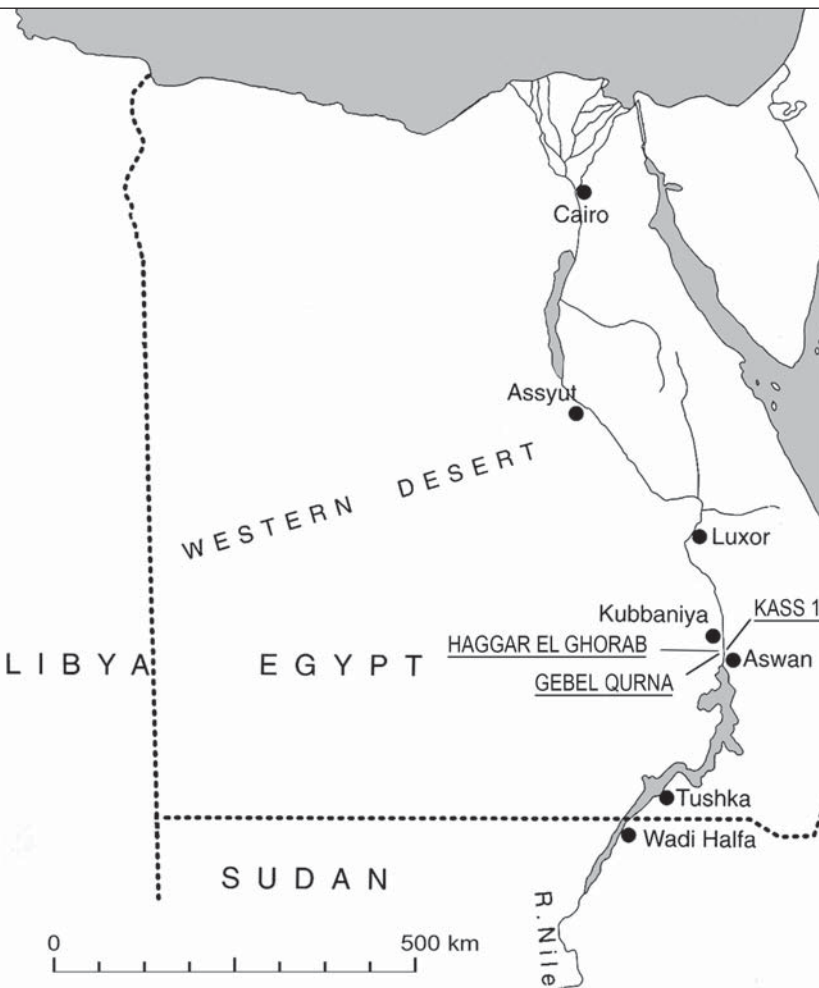 Cairo
Assyut
WESTERN DESERT
Luxor
Kubbaniya
KASS 1
HAGGAR EL GHORAB
Aswan
GEBEL QURNA
LIBYA
EGYPT
Tushka
Wadi Halfa
SUDAN
R. Nile
0 500 km